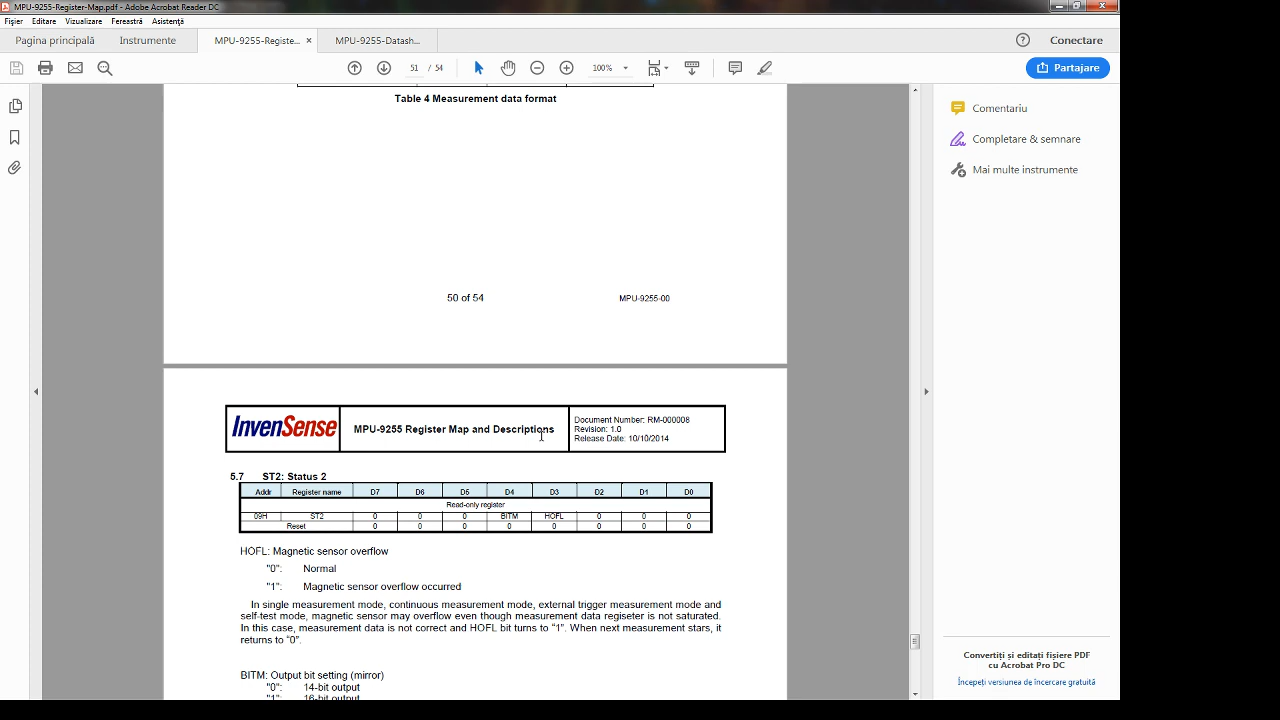 MPU-9255-Register-Map.pdf - Adobe Acrobat Reader DC
Fișier Editare Vizualizare Fereastră Asistență
Pagina principală Instrumente MPU-9255-Registe... × MPU-9255-Datash... Conectare
51 / 54 100% Partajare
Table 4 Measurement data format
Comentariu
Completare & semnare
Mai multe instrumente
50 of 54 MPU-9255-00
InvenSense MPU-9255 Register Map and Descriptions
Document Number: RM-000008
Revision: 1.0
Release Date: 10/10/2014
5.7 ST2: Status 2
Addr Register name D7 D6 D5 D4 D3 D2 D1 D0
Read-only register
09H ST2 0 0 0 BITM HOFL 0 0 0
Reset 0 0 0 0 0 0 0 0
HOFL: Magnetic sensor overflow
"0": Normal
"1": Magnetic sensor overflow occurred
In single measurement mode, continuous measurement mode, external trigger measurement mode and
self-test mode, magnetic sensor may overflow even though measurement data regiseter is not saturated.
In this case, measurement data is not correct and HOFL bit turns to "1". When next measurement stars, it
returns to "0".
BITM: Output bit setting (mirror)
"0": 14-bit output
"1": 16-bit output
Convertiți și editați fișiere PDF
cu Acrobat Pro DC
Începeți versiunea de încercare gratuită